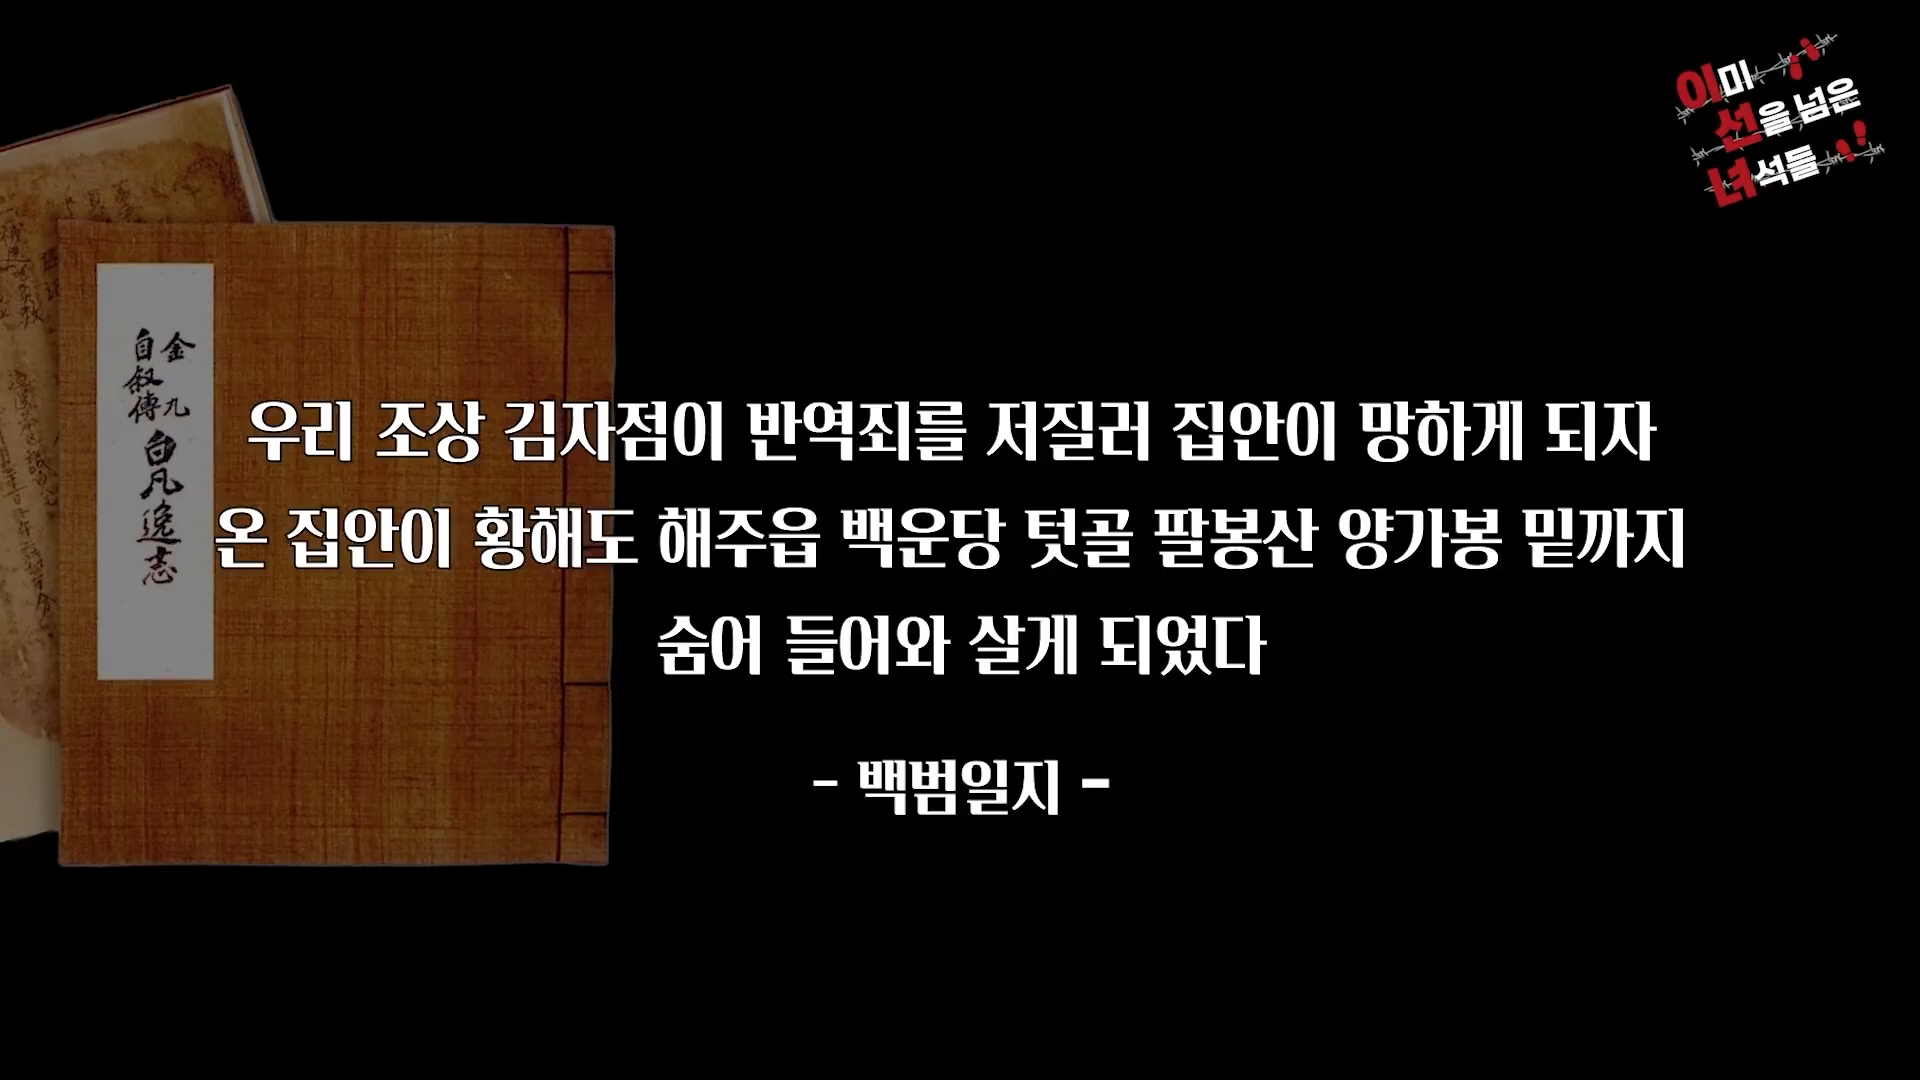 이미
선을 넘은
녀석들
金九
自叙傳
白凡逸志
우리 조상 김자점이 반역죄를 저질러 집안이 망하게 되자
온 집안이 황해도 해주읍 백운당 텃골 팔봉산 양가봉 밑까지
숨어 들어와 살게 되었다
- 백범일지 -